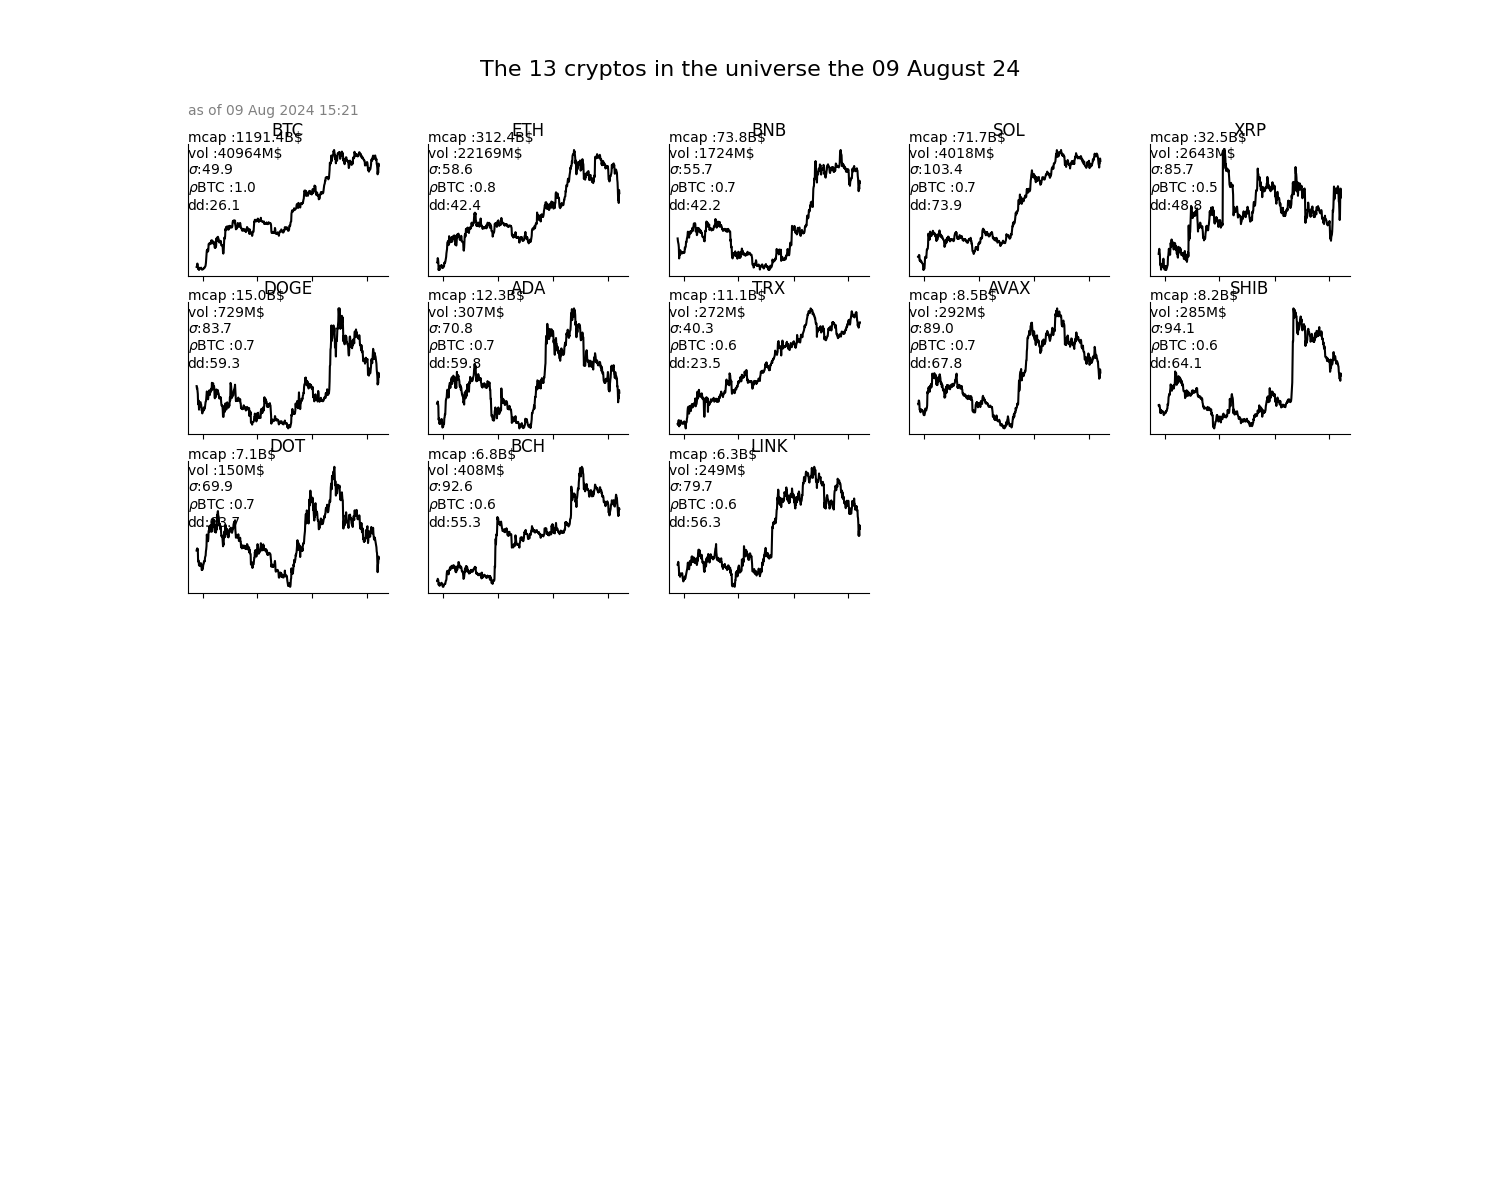 The 13 cryptos in the universe the 09 August 24
as of 09 Aug 2024 15:21
BTC
mcap :1191.4B$
vol :40964M$
σ:49.9
ρBTC :1.0
dd:26.1
ETH
mcap :312.4B$
vol :22169M$
σ:58.6
ρBTC :0.8
dd:42.4
BNB
mcap :73.8B$
vol :1724M$
σ:55.7
ρBTC :0.7
dd:42.2
SOL
mcap :71.7B$
vol :4018M$
σ:103.4
ρBTC :0.7
dd:73.9
XRP
mcap :32.5B$
vol :2643M$
σ:85.7
ρBTC :0.5
dd:48.8
DOGE
mcap :15.0B$
vol :729M$
σ:83.7
ρBTC :0.7
dd:59.3
ADA
mcap :12.3B$
vol :307M$
σ:70.8
ρBTC :0.7
dd:59.8
TRX
mcap :11.1B$
vol :272M$
σ:40.3
ρBTC :0.6
dd:23.5
AVAX
mcap :8.5B$
vol :292M$
σ:89.0
ρBTC :0.7
dd:67.8
SHIB
mcap :8.2B$
vol :285M$
σ:94.1
ρBTC :0.6
dd:64.1
DOT
mcap :7.1B$
vol :150M$
σ:69.9
ρBTC :0.7
BCH
mcap :6.8B$
vol :408M$
σ:92.6
ρBTC :0.6
dd:55.3
LINK
mcap :6.3B$
vol :249M$
σ:79.7
ρBTC :0.6
dd:56.3